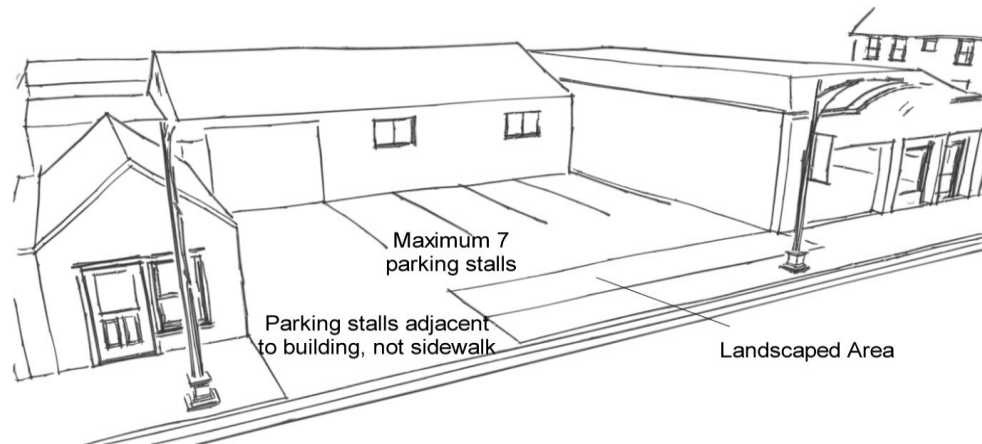 Maximum 7
parking stalls
Parking stalls adjacent
to building, not sidewalk
Landscaped Area